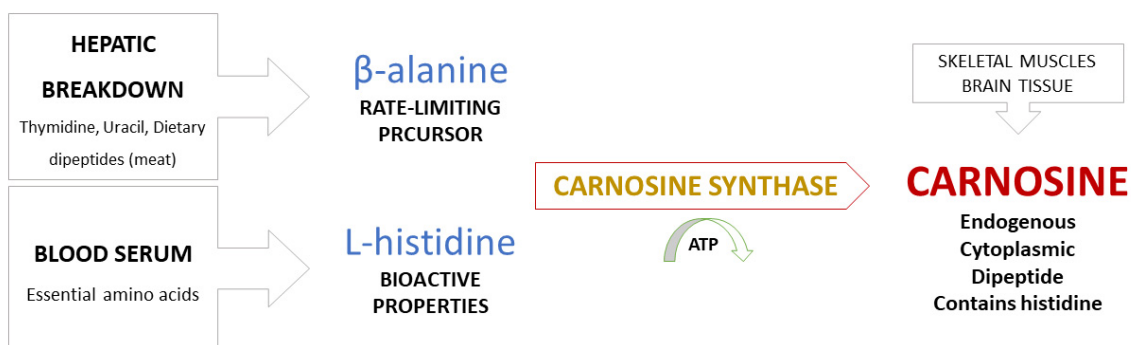 HEPATIC
BREAKDOWN
Thymidine, Uracil, Dietary
dipeptides (meat)
BLOOD SERUM
Essential amino acids
β-alanine
RATE-LIMITING
PRCURSOR
L-histidine
BIOACTIVE
PROPERTIES
CARNOSINE SYNTHASE
ATP
SKELETAL MUSCLES
BRAIN TISSUE
CARNOSINE
Endogenous
Cytoplasmic
Dipeptide
Contains histidine